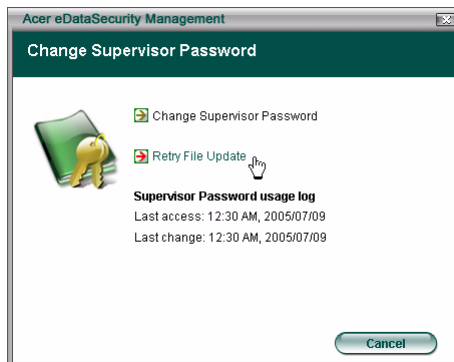 Acer eDataSecurity Management
Change Supervisor Password
Change Supervisor Password
Retry File Update
Supervisor Password usage log
Last access: 12:30 AM, 2005/07/09
Last change: 12:30 AM, 2005/07/09
Cancel